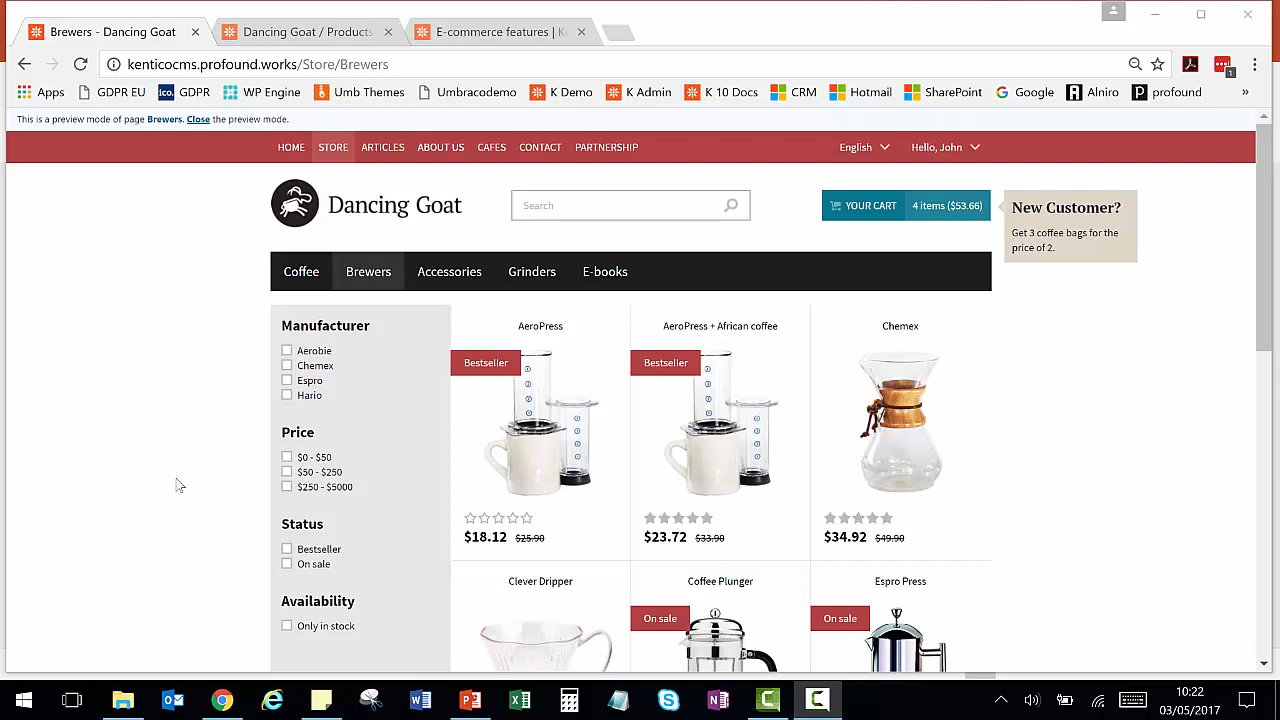 Brewers - Dancing Goat
Dancing Goat / Products
E-commerce features | K
kenticocms.profound.works/Store/Brewers
Apps GDPR EU ico. GDPR WP Engine Umb Themes Umbracodemo K Demo K Admin K 10 Docs CRM Hotmail SharePoint Google Alniro profound »
This is a preview mode of page Brewers. Close the preview mode.
HOME STORE ARTICLES ABOUT US CAFES CONTACT PARTNERSHIP English Hello, John
Dancing Goat
Search
YOUR CART 4 items ($53.66)
New Customer?
Get 3 coffee bags for the
price of 2.
Coffee Brewers Accessories Grinders E-books
Manufacturer
Aerobie
Chemex
Espro
Hario
Price
$0 - $50
$50 - $250
$250 - $5000
Status
Bestseller
On sale
Availability
Only in stock
AeroPress
Bestseller
$18.12 $25.90
AeroPress + African coffee
Bestseller
$23.72 $33.90
Chemex
$34.92 $49.90
Clever Dripper
Coffee Plunger
On sale
Espro Press
On sale
10:22
03/05/2017